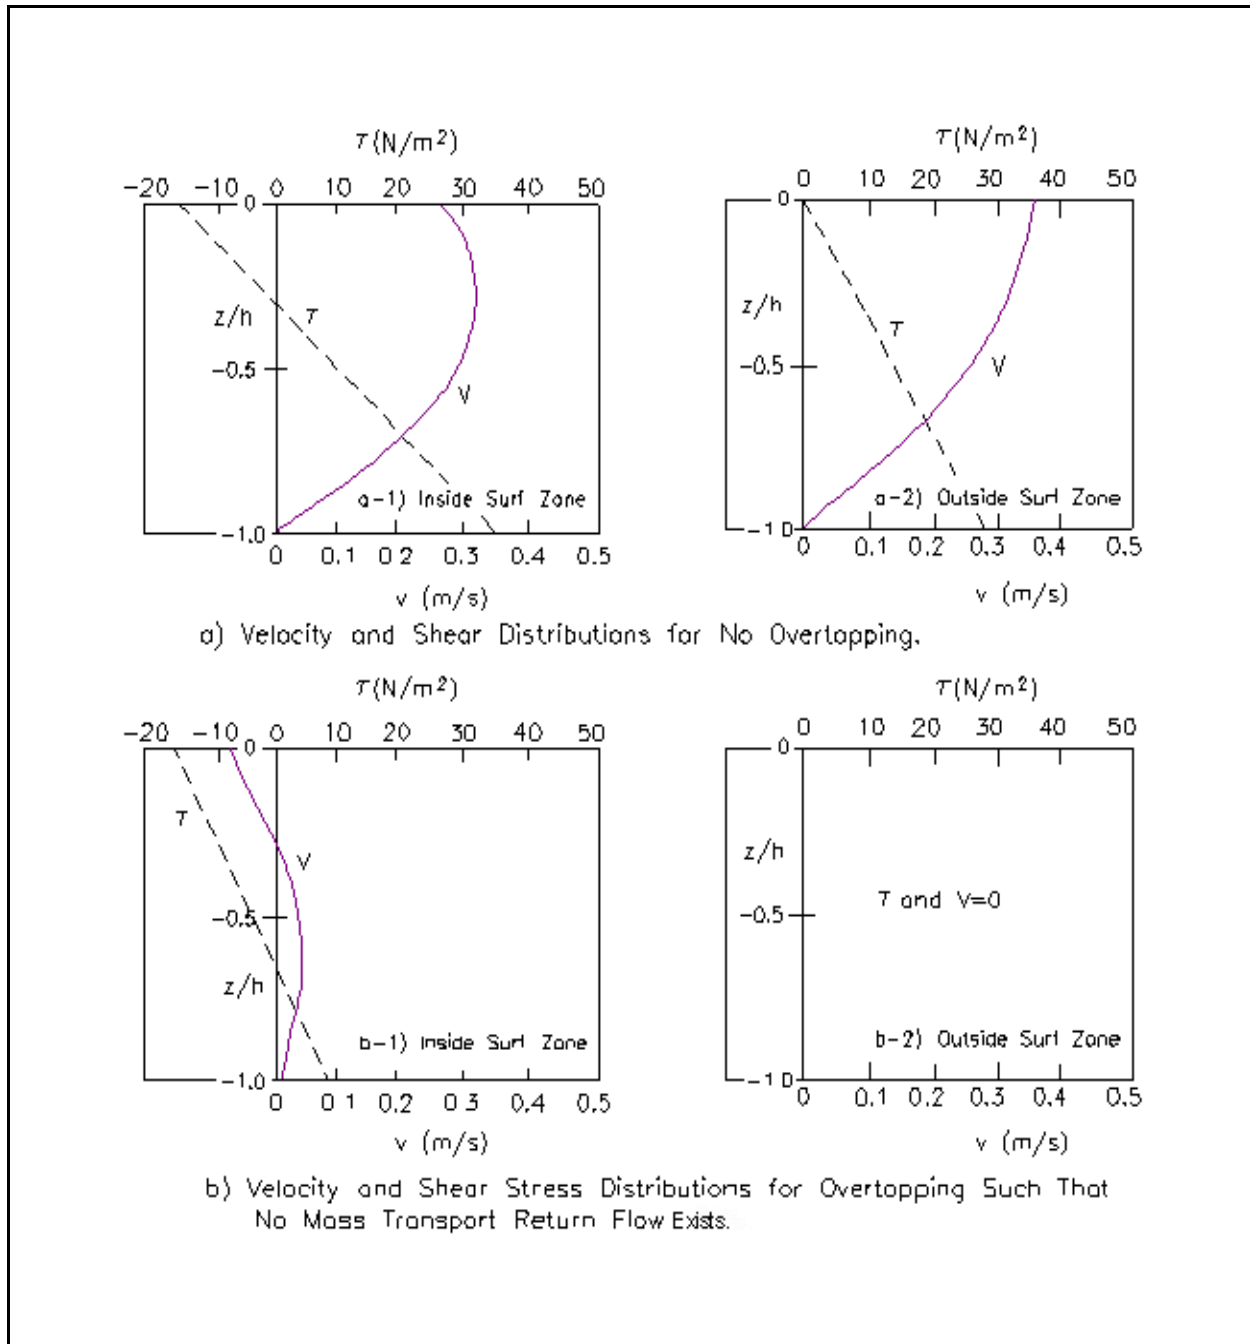 τ(N/m²)
-20 -10 0 10 20 30 40 50
0
z/h
τ
-0.5
V
a-1) Inside Surf Zone
-1.0
0 0.1 0.2 0.3 0.4 0.5
v (m/s)
τ(N/m²)
0 10 20 30 40 50
0
z/h
τ
-0.5
V
a-2) Outside Surf Zone
-1 0
0 0.1 0.2 0.3 0.4 0.5
v (m/s)
a) Velocity and Shear Distributions for No Overtopping.
τ(N/m²)
-20 -10 0 10 20 30 40 50
0
τ
V
-0.5
z/h
b-1) Inside Surf Zone
-1.0
0 0 1 0.2 0 3 0.4 0.5
v (m/s)
τ(N/m²)
0 10 20 30 40 50
0
z/h
τ and V=0
-0.5
b-2) Outside Surf Zone
-1 0
0 0.1 0.2 0.3 0.4 0.5
v (m/s)
b) Velocity and Shear Stress Distributions for Overtopping Such That
No Mass Transport Return Flow Exists.